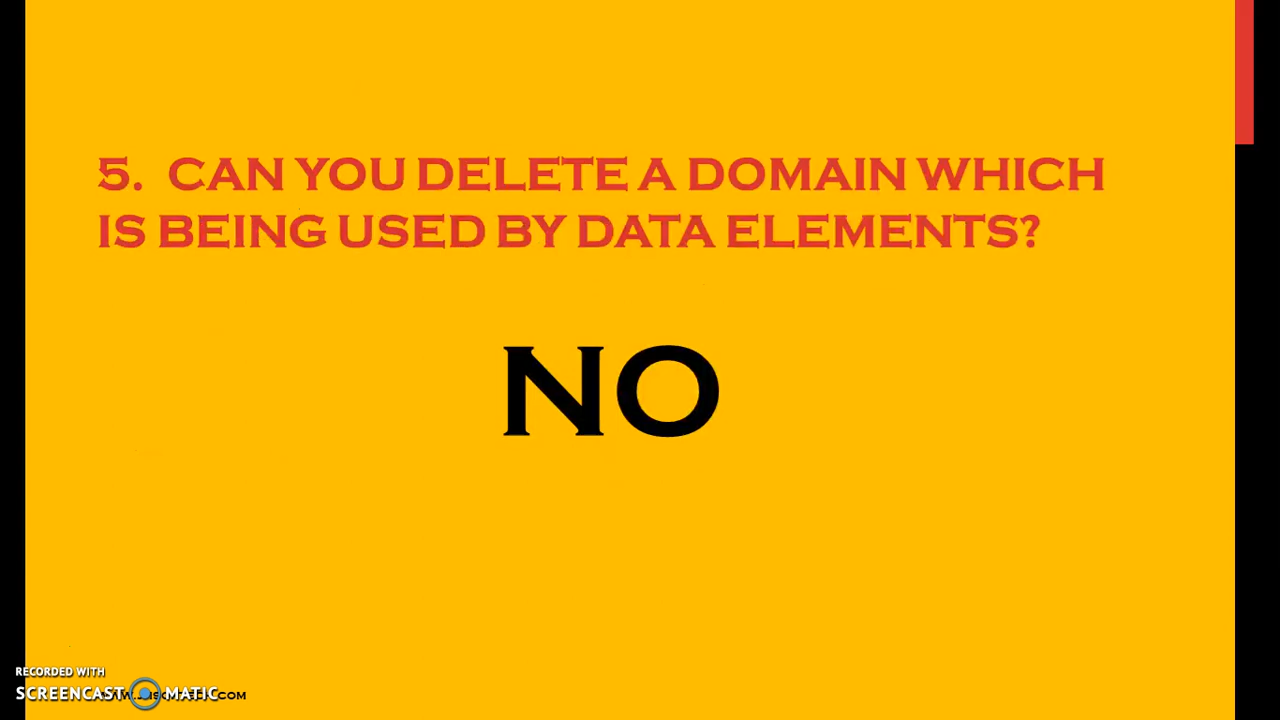 5. CAN YOU DELETE A DOMAIN WHICH
IS BEING USED BY DATA ELEMENTS?
NO
RECORDED WITH
SCREENCAST MATIC